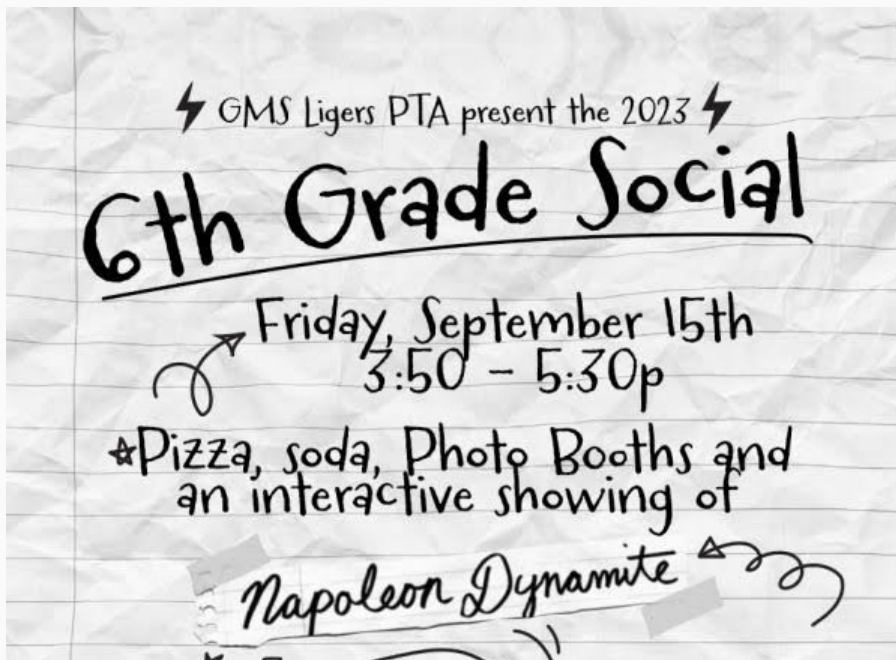 GMS Ligers PTA present the 2023
6th Grade Social
Friday, September 15th
3:50 - 5:30p
Pizza, soda, Photo Booths and
an interactive showing of
Napoleon Dynamite